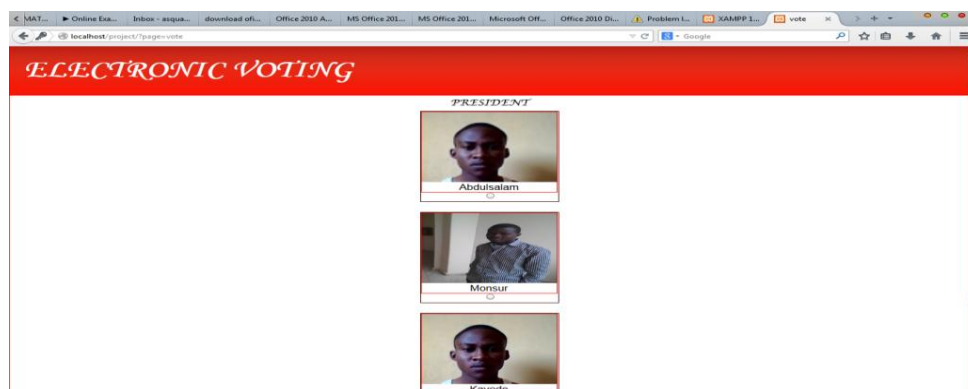 MAT... Online Exa... Inbox - asqua... download ofi... Office 2010 A... MS Office 201... MS Office 201... Microsoft Off... Office 2010 Di... Problem l... XAMPP 1... vote
localhost/project/?page=vote Google
ELECTRONIC VOTING
PRESIDENT
Abdulsalam
Monsur